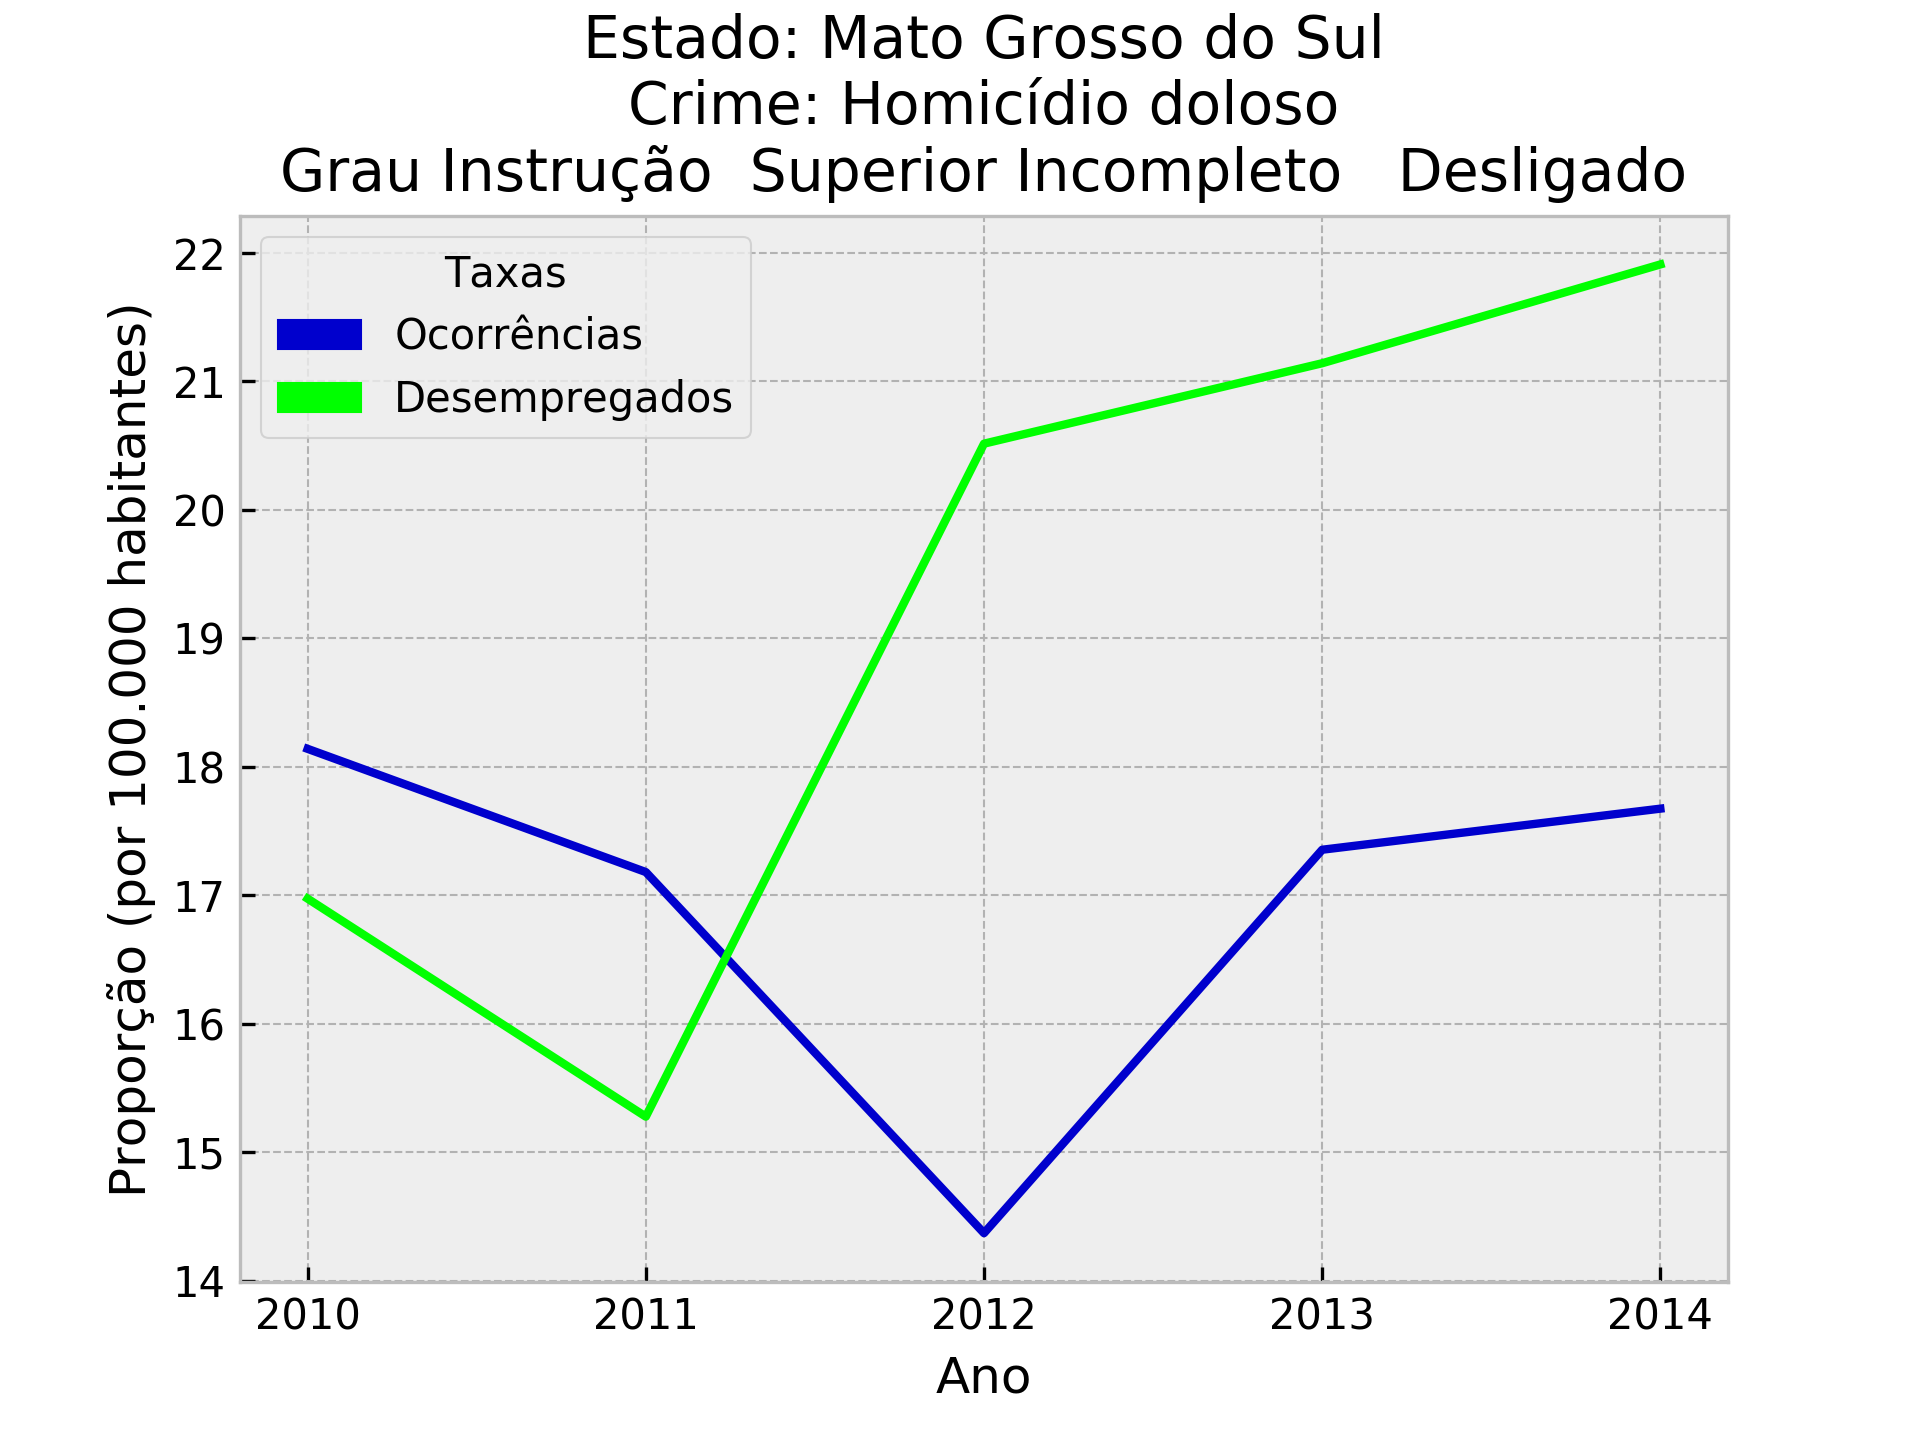 Estado: Mato Grosso do Sul
Crime: Homicídio doloso
Grau Instrução  Superior Incompleto   Desligado
Taxas
Ocorrências
Desempregados
Proporção (por 100.000 habitantes)
22
21
20
19
18
17
16
15
14
2010
2011
2012
2013
2014
Ano